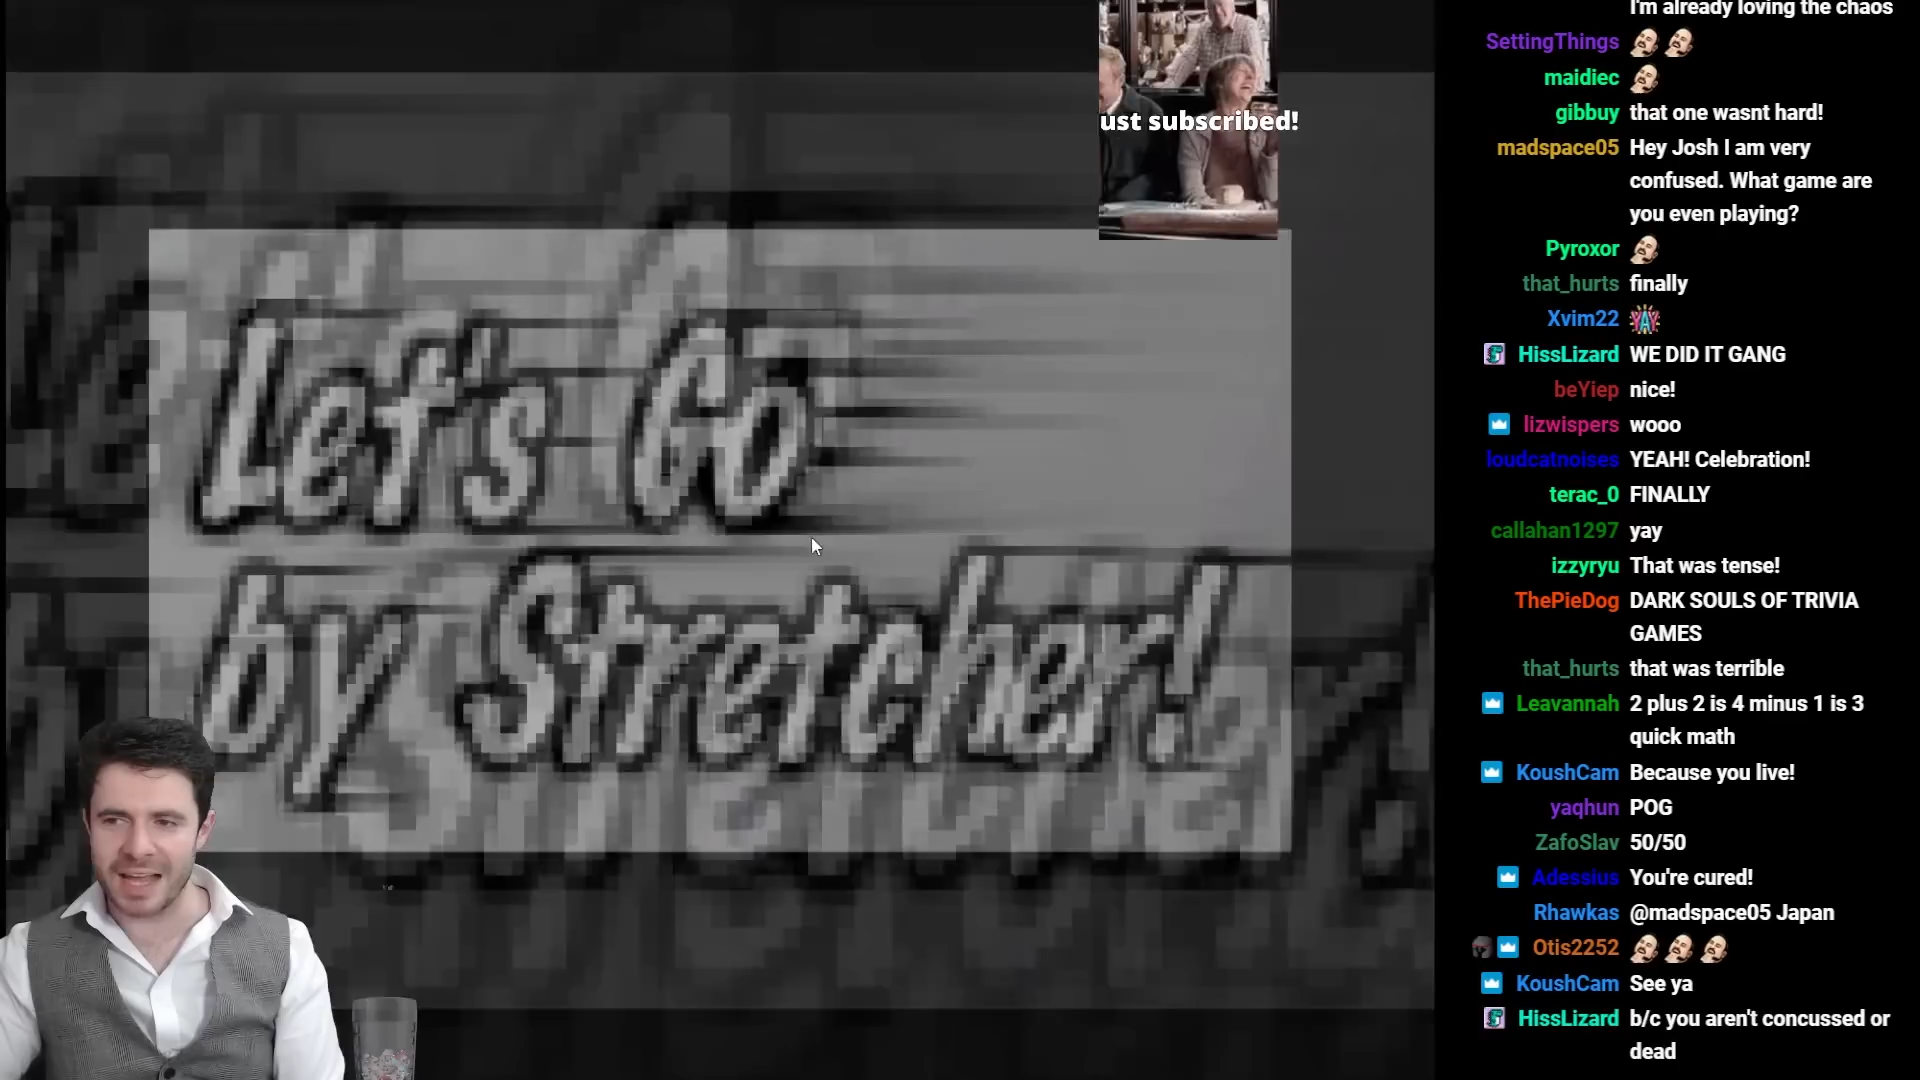 Let's Go
by Stretcher!
ust subscribed!
I'm already loving the chaos
SettingThings
maidiec
gibbuy that one wasnt hard!
madspace05 Hey Josh I am very
confused. What game are
you even playing?
Pyroxor
that_hurts finally
Xvim22 YAY
HissLizard WE DID IT GANG
beYiep nice!
lizwispers wooo
loudcatnoises YEAH! Celebration!
terac_0 FINALLY
callahan1297 yay
izzyryu That was tense!
ThePieDog DARK SOULS OF TRIVIA
GAMES
that_hurts that was terrible
Leavannah 2 plus 2 is 4 minus 1 is 3
quick math
KoushCam Because you live!
yaqhun POG
ZafoSlav 50/50
Adessius You're cured!
Rhawkas @madspace05 Japan
Otis2252
KoushCam See ya
HissLizard b/c you aren't concussed or
dead